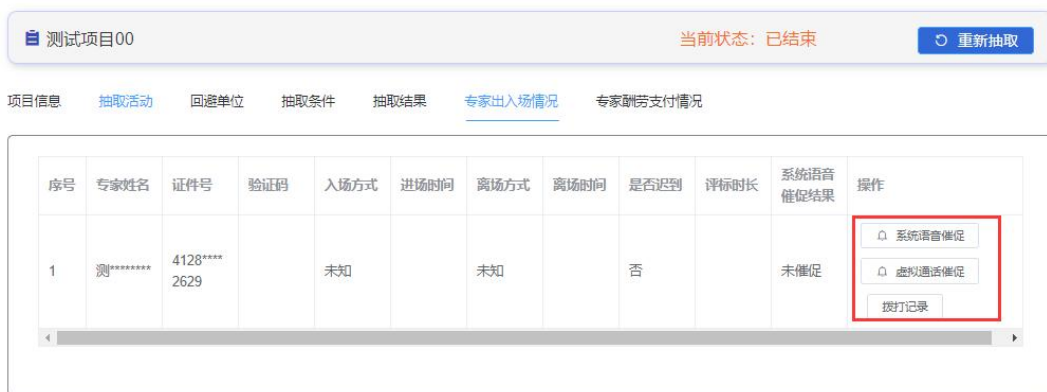 测试项目00 当前状态：已结束 重新抽取
项目信息 抽取活动 回避单位 抽取条件 抽取结果 专家出入场情况 专家酬劳支付情况
序号 专家姓名 证件号 验证码 入场方式 进场时间 离场方式 离场时间 是否迟到 评标时长 系统语音 操作
催促结果
系统语音催促
1 测******** 4128**** 未知 未知 否 未催促 虚拟通话催促
2629
拨打记录